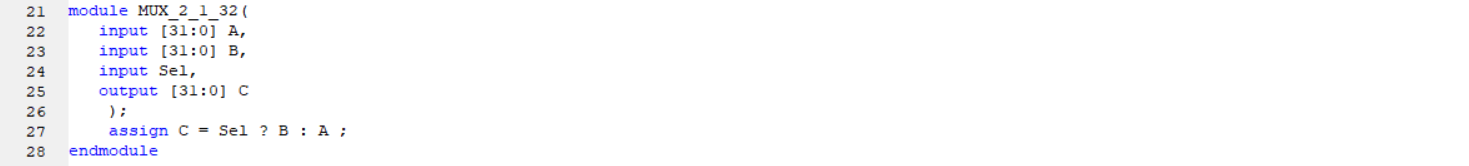 21 module MUX_2_1_32(
22 input [31:0] A,
23 input [31:0] B,
24 input Sel,
25 output [31:0] C
26 );
27 assign C = Sel ? B : A ;
28 endmodule